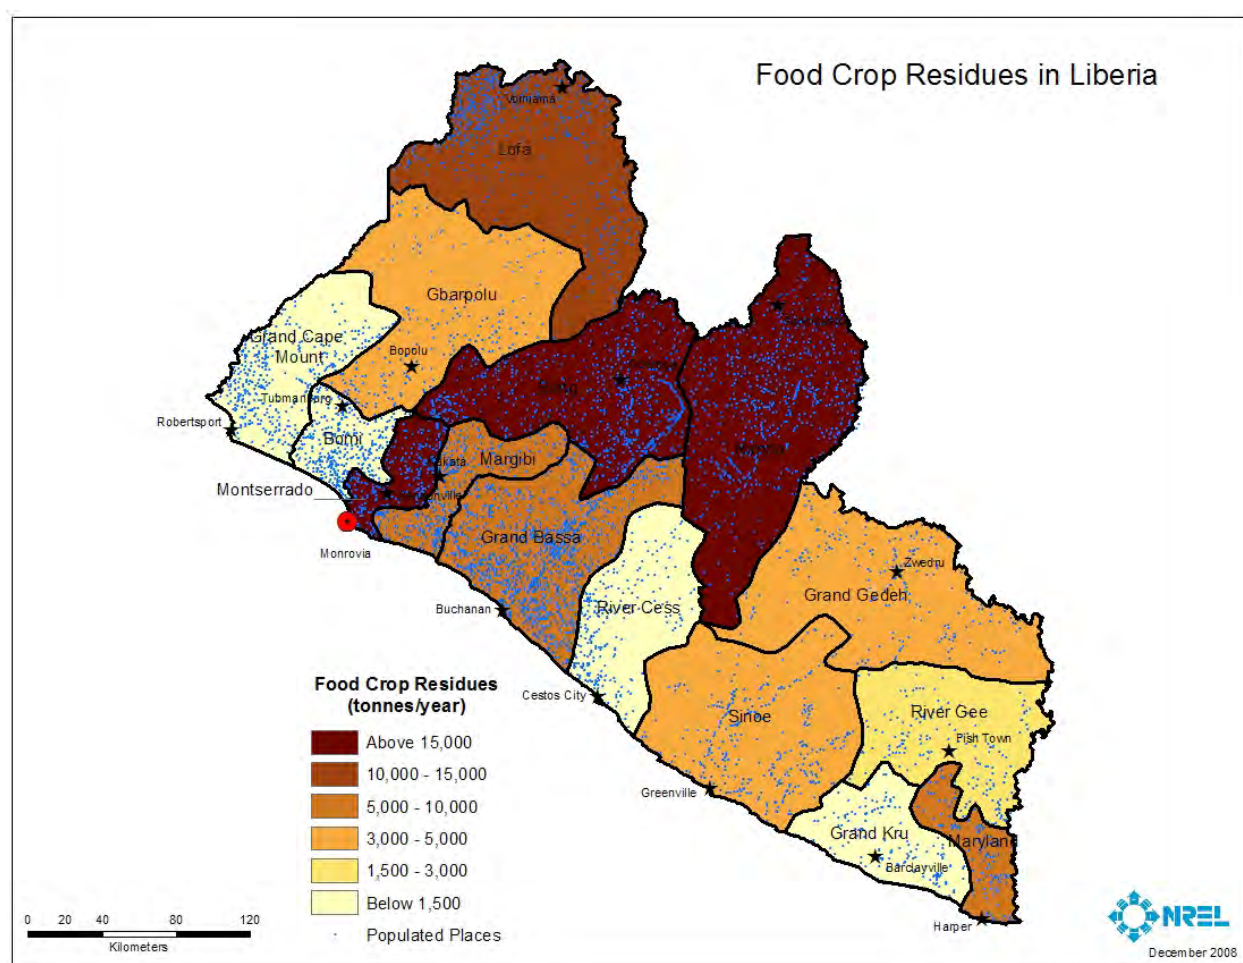 Food Crop Residues in Liberia
Voinjama
Lofa
Gbarpolu
Grand Cape
Mount
Bopolu
Tubmanburg
Robertsport
Bomi
Bong
Kakata
Margibi
Montserrado
Monrovia
Grand Bassa
Zwedru
Grand Gedeh
Buchanan
River Cess
Cestos City
Sinoe
River Gee
Fish Town
Greenville
Grand Kru
Maryland
Barclayville
Harper
Food Crop Residues
(tonnes/year)
Above 15,000
10,000 - 15,000
5,000 - 10,000
3,000 - 5,000
1,500 - 3,000
Below 1,500
Populated Places
0 20 40 80 120
Kilometers
NREL
December 2008